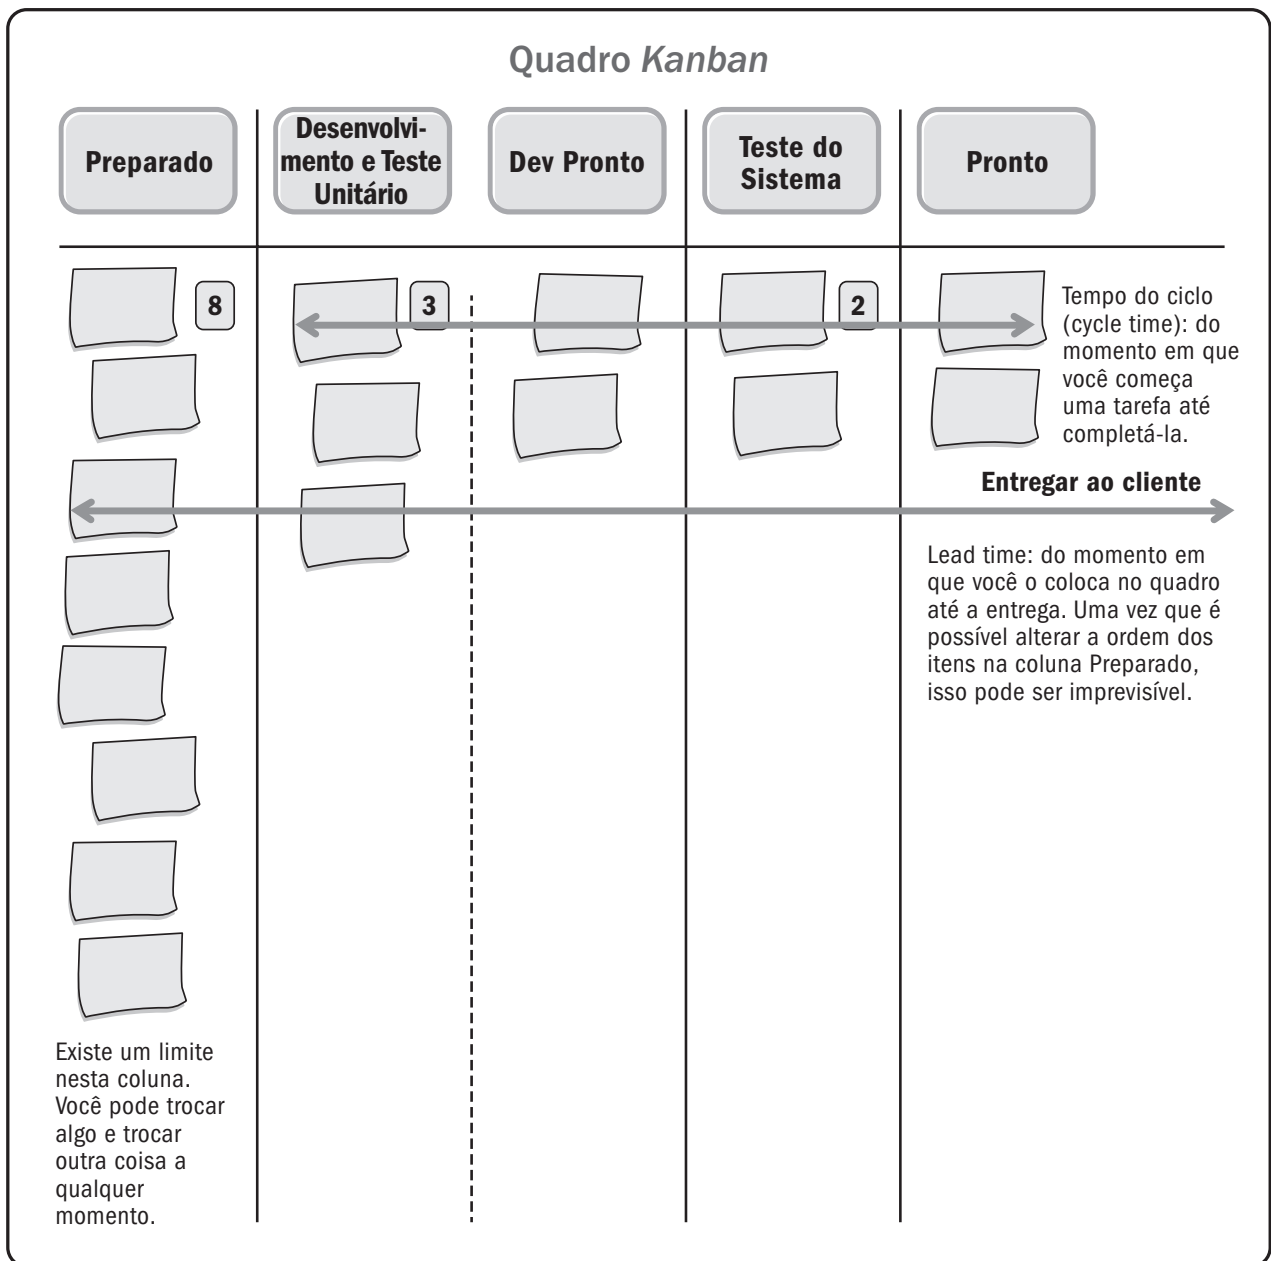 Quadro Kanban
Preparado
Desenvolvi-
mento e Teste
Unitário
Dev Pronto
Teste do
Sistema
Pronto
8
3
2
Tempo do ciclo
(cycle time): do
momento em que
você começa
uma tarefa até
completá-la.
Entregar ao cliente
Lead time: do momento em
que você o coloca no quadro
até a entrega. Uma vez que é
possível alterar a ordem dos
itens na coluna Preparado,
isso pode ser imprevisível.
Existe um limite
nesta coluna.
Você pode trocar
algo e trocar
outra coisa a
qualquer
momento.